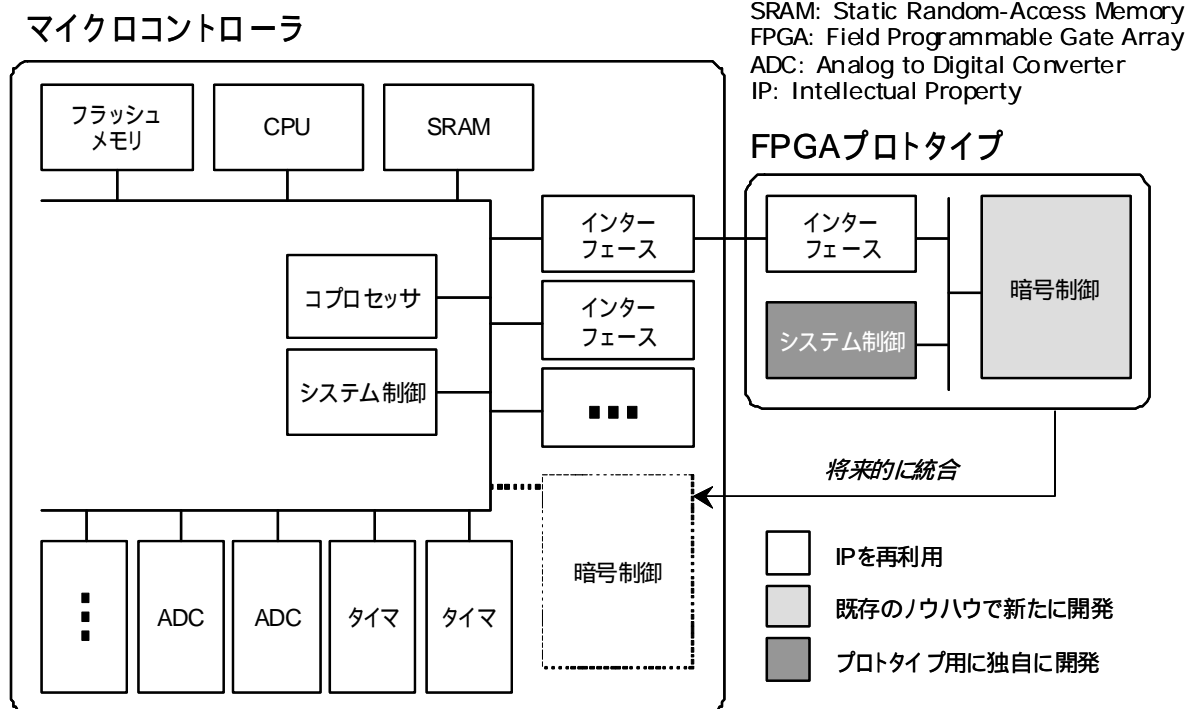 マイクロコントローラ
SRAM: Static Random-Access Memory
FPGA: Field Programmable Gate Array
ADC: Analog to Digital Converter
IP: Intellectual Property
FPGAプロトタイプ
フラッシュ
メモリ
CPU
SRAM
インター
フェース
インター
フェース
暗号制御
コプロセッサ
インター
フェース
システム制御
システム制御
■■■
将来的に統合
暗号制御
ADC
ADC
タイマ
タイマ
IPを再利用
既存のノウハウで新たに開発
プロトタイプ用に独自に開発